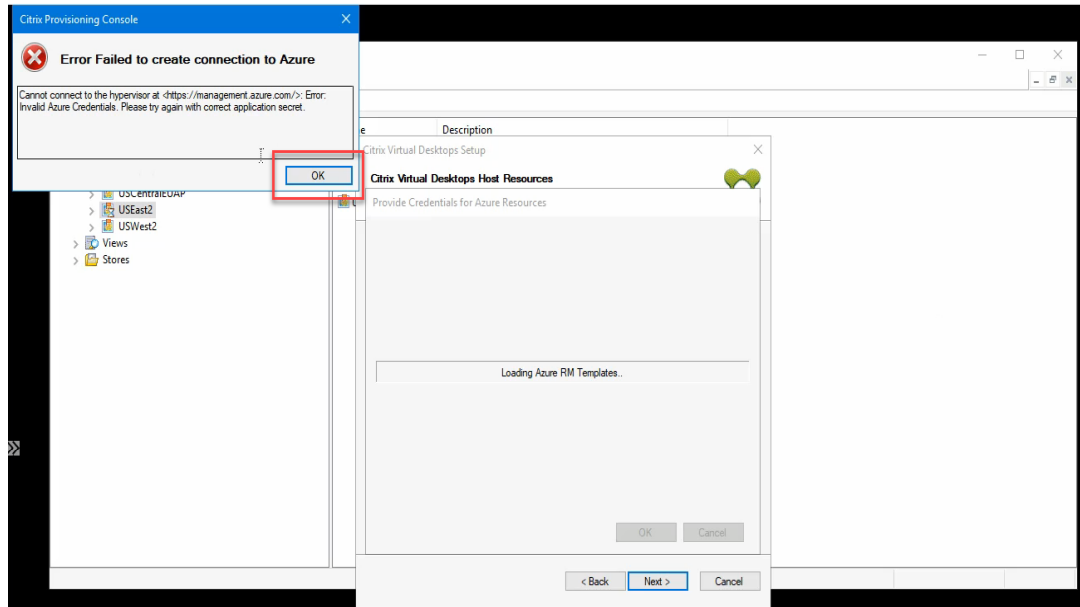 Citrix Provisioning Console
Error Failed to create connection to Azure
Cannot connect to the hypervisor at <https://management.azure.com/>: Error:
Invalid Azure Credentials. Please try again with correct application secret.
OK
Description
Citrix Virtual Desktops Setup
Citrix Virtual Desktops Host Resources
Provide Credentials for Azure Resources
USCentralEUAP
USEast2
USWest2
Views
Stores
Loading Azure RM Templates..
OK
Cancel
< Back
Next >
Cancel